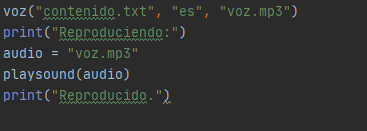 voz("contenido.txt", "es", "voz.mp3")
print("Reproduciendo:")
audio = "voz.mp3"
playsound(audio)
print("Reproducido.")